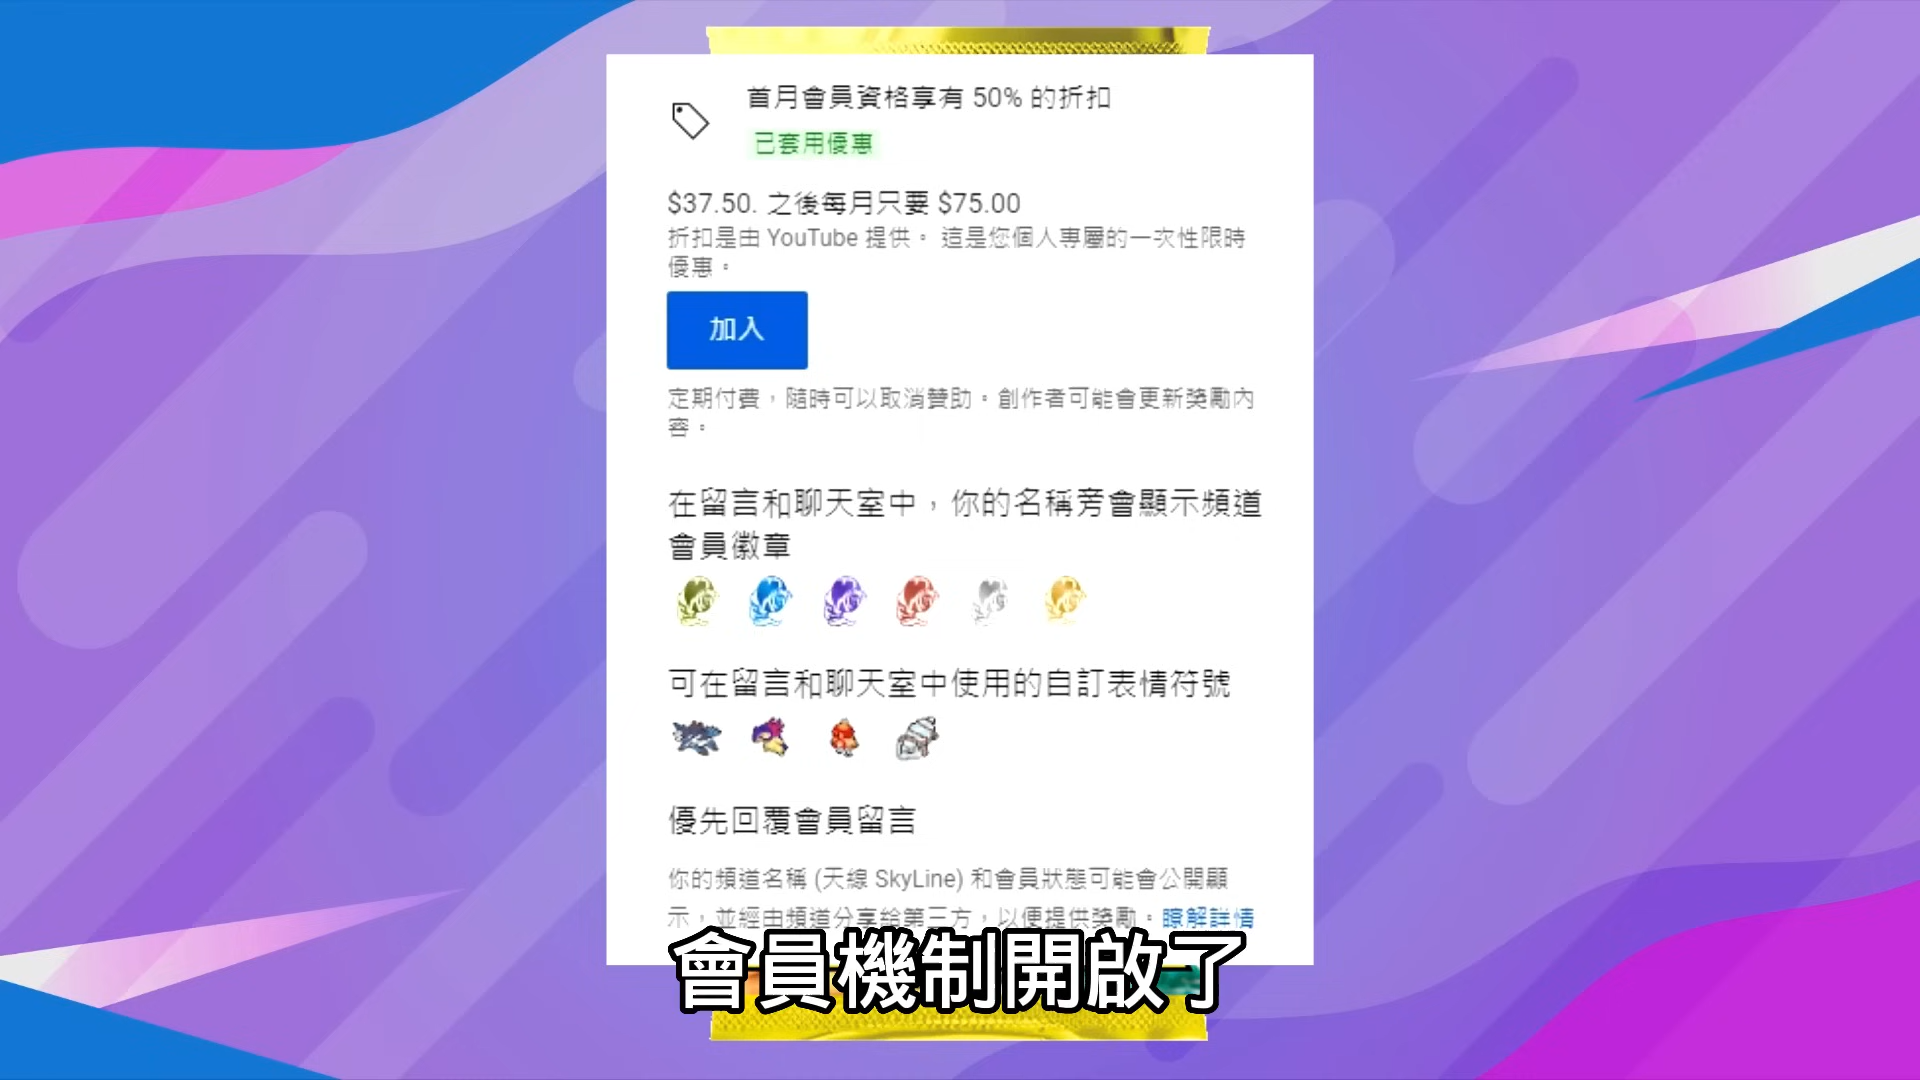 首月會員資格享有 50% 的折扣
已套用優惠
$37.50. 之後每月只要 $75.00
折扣是由 YouTube 提供。 這是您個人專屬的一次性限時
優惠。
加入
定期付費，隨時可以取消贊助。創作者可能會更新獎勵內
容。
在留言和聊天室中，你的名稱旁會顯示頻道
會員徽章
可在留言和聊天室中使用的自訂表情符號
優先回覆會員留言
你的頻道名稱 (天線 SkyLine) 和會員狀態可能會公開顯
示，並經由頻道分享給第三方，以便提供獎勵。瞭解詳情
會員機制開啟了